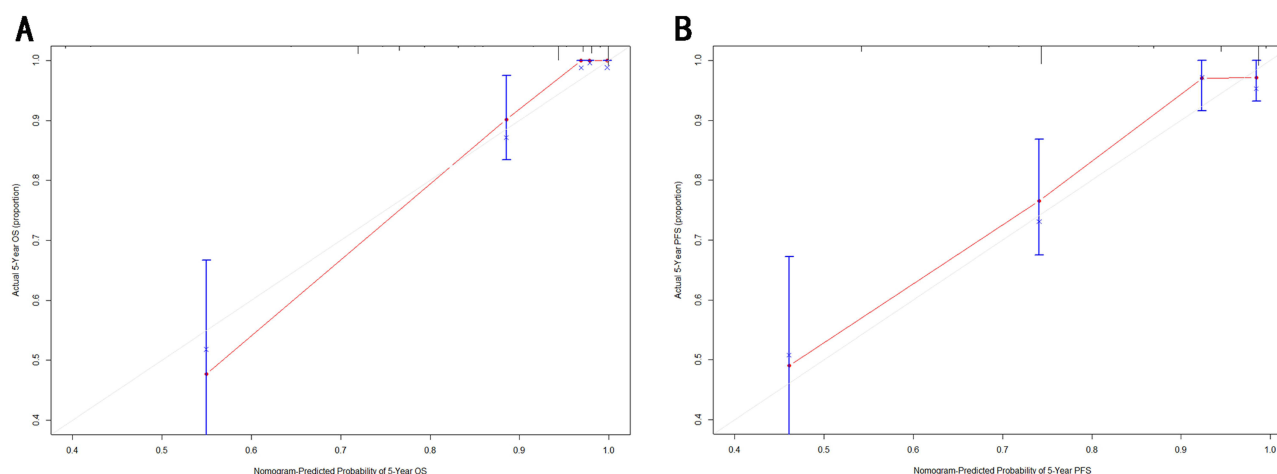 A
B
1.0
0.9
0.8
0.7
0.6
0.5
0.4
Actual 5-Year OS (proportion)
0.4 0.5 0.6 0.7 0.8 0.9 1.0
Nomogram-Predicted Probability of 5-Year OS
1.0
0.9
0.8
0.7
0.6
0.5
0.4
Actual 5-Year PFS (proportion)
0.4 0.5 0.6 0.7 0.8 0.9 1.0
Nomogram-Predicted Probability of 5-Year PFS